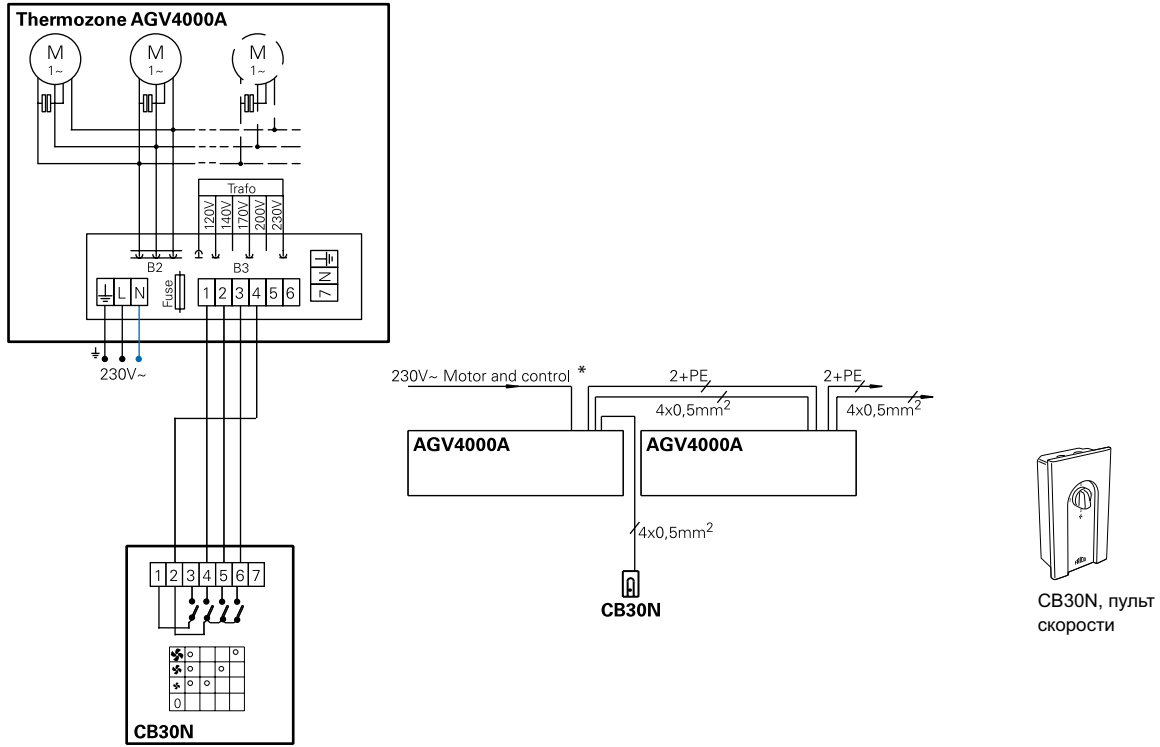 Thermozone AGV4000A
M
1~
M
1~
M
1~
Trafo
120V
140V
170V
200V
230V
B2
B3
Fuse
L
N
1 2 3 4 5 6
N
7
230V~
230V~ Motor and control *
2+PE
2+PE
4x0,5mm²
4x0,5mm²
AGV4000A
AGV4000A
4x0,5mm²
CB30N
1 2 3 4 5 6 7
0
CB30N
CB30N, пульт
скорости